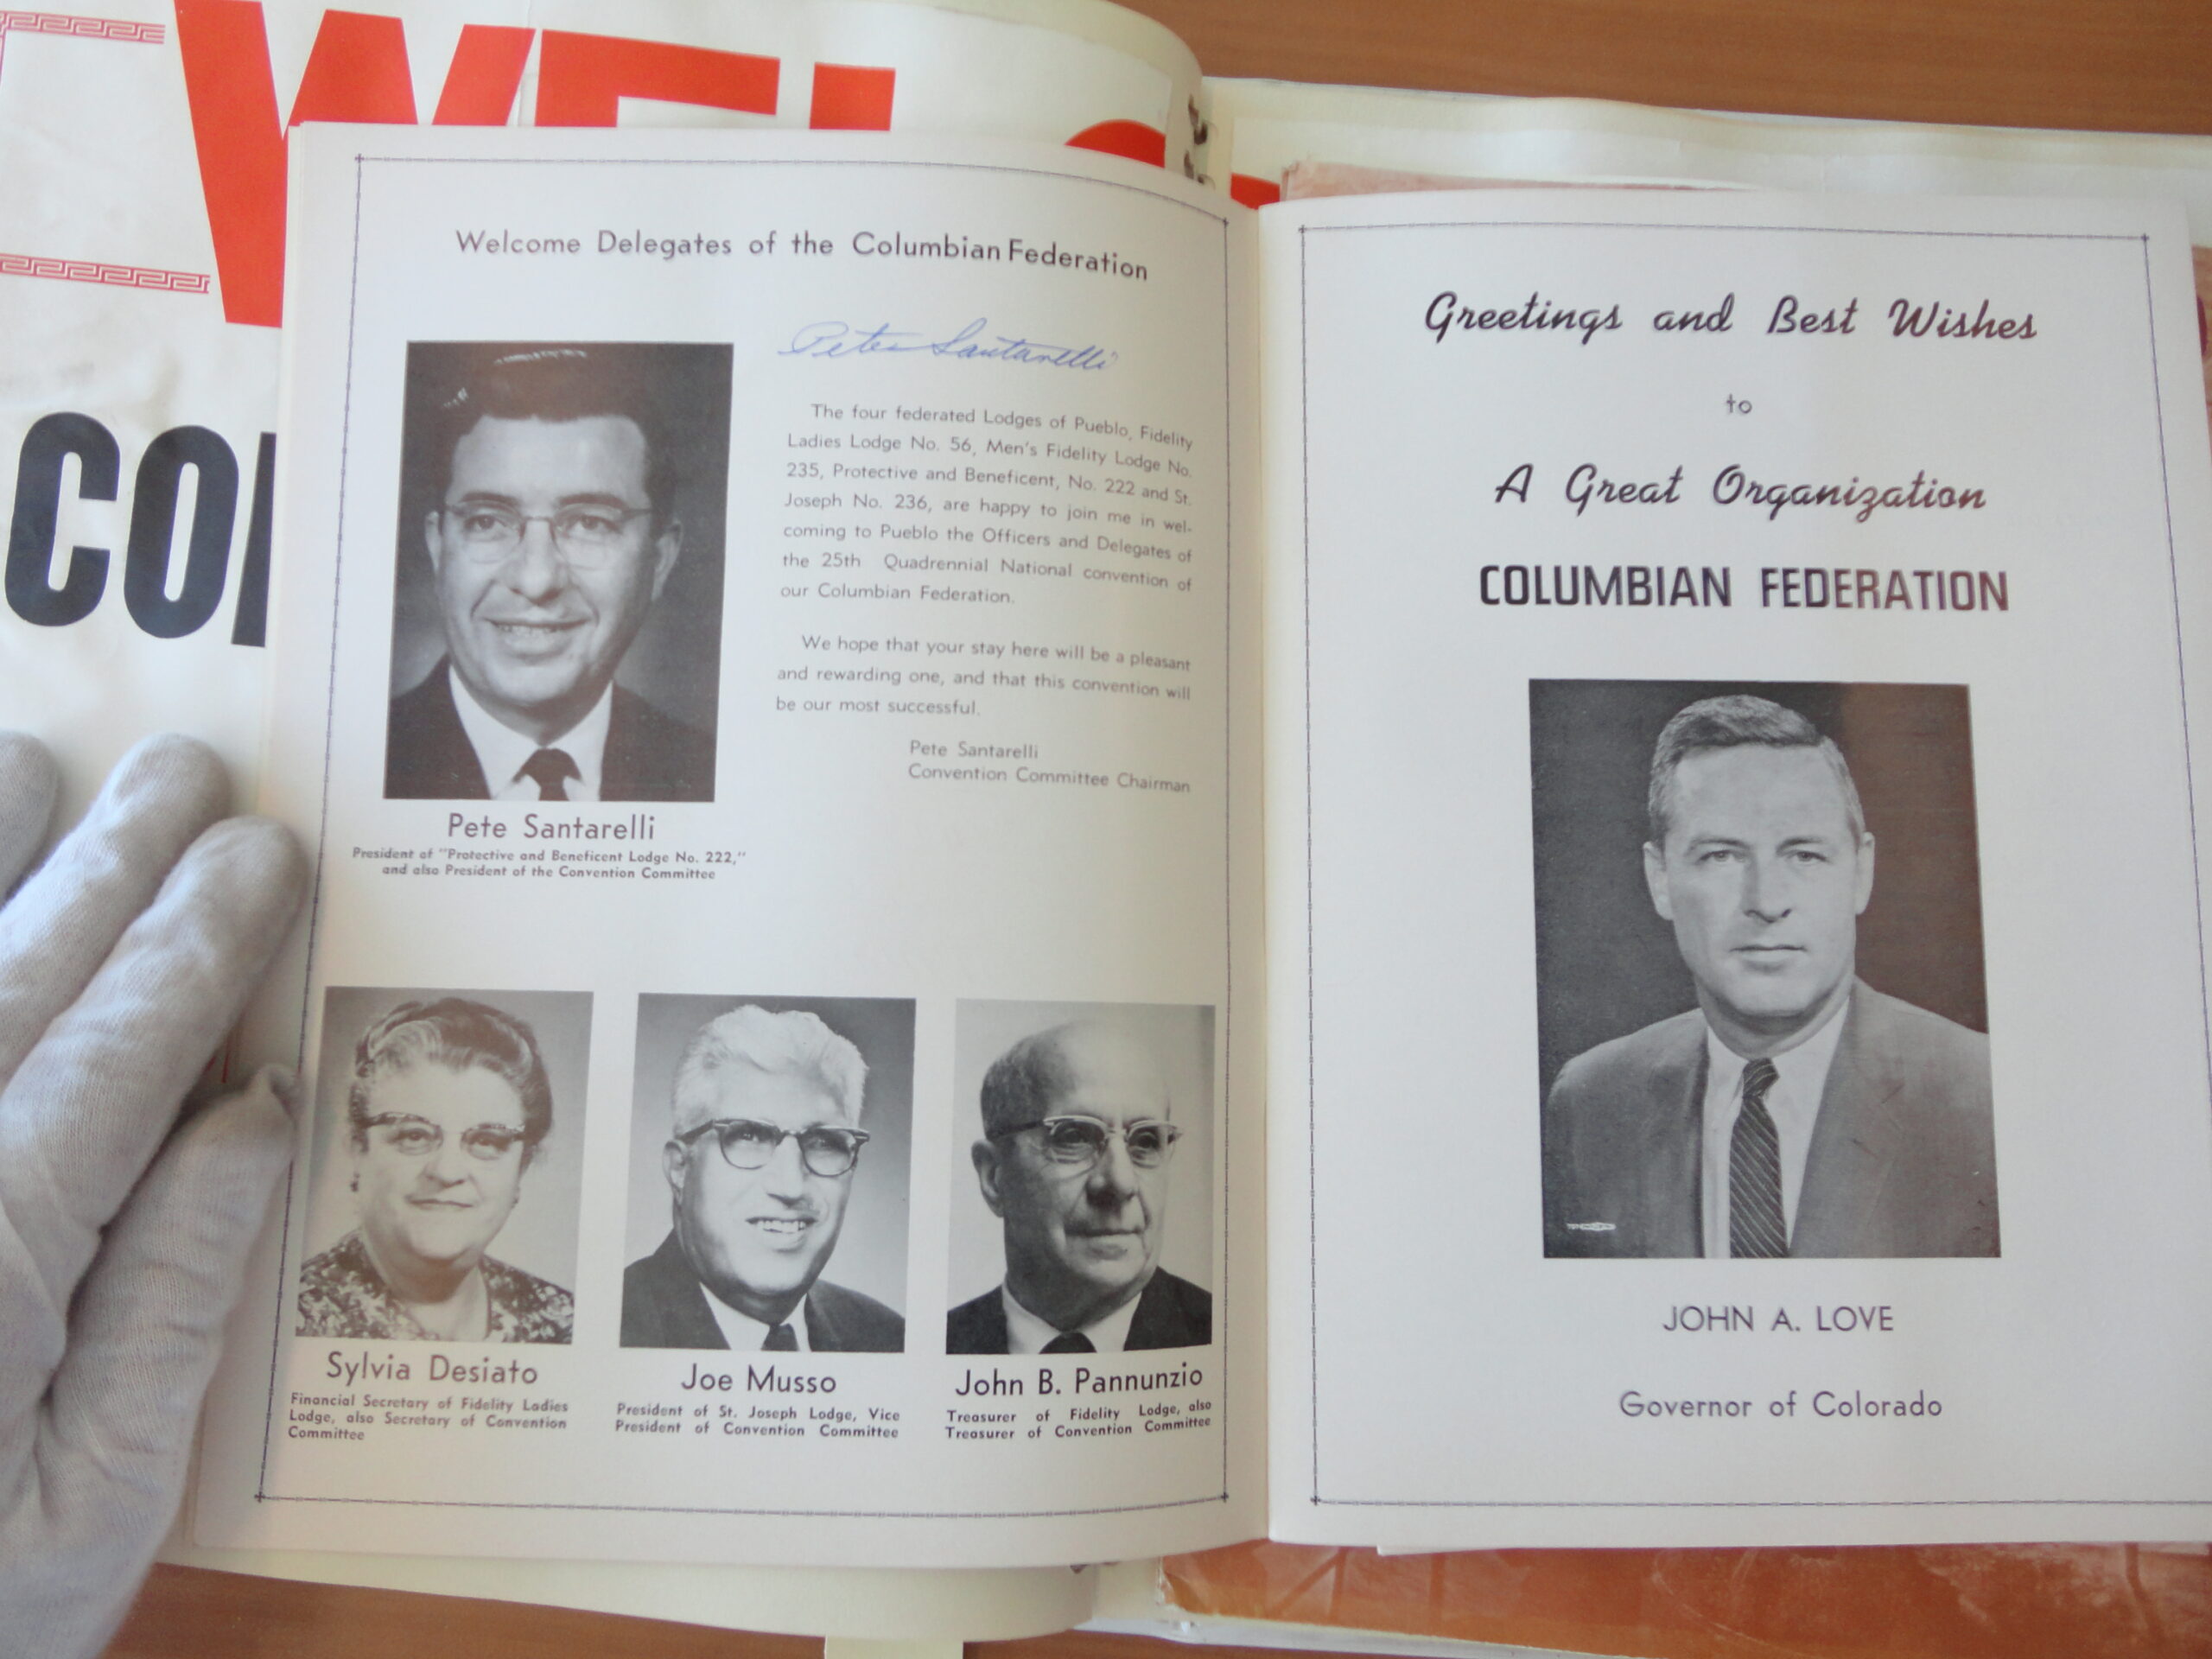 WEL
CO
Welcome Delegates of the Columbian Federation
Pete Santarelli
The four federated Lodges of Pueblo, Fidelity
Ladies Lodge No. 56, Men's Fidelity Lodge No.
235, Protective and Beneficent, No. 222 and St.
Joseph No. 236, are happy to join me in wel-
coming to Pueblo the Officers and Delegates of
the 25th Quadrennial National convention of
our Columbian Federation.
We hope that your stay here will be a pleasant
and rewarding one, and that this convention will
be our most successful.
Pete Santarelli
Convention Committee Chairman
Pete Santarelli
President of "Protective and Beneficent Lodge No. 222,"
and also President of the Convention Committee
Sylvia Desiato
Financial Secretary of Fidelity Ladies
Lodge, also Secretary of Convention
Committee
Joe Musso
President of St. Joseph Lodge, Vice
President of Convention Committee
John B. Pannunzio
Treasurer of Fidelity Lodge, also
Treasurer of Convention Committee
Greetings and Best Wishes
to
A Great Organization
COLUMBIAN FEDERATION
JOHN A. LOVE
Governor of Colorado